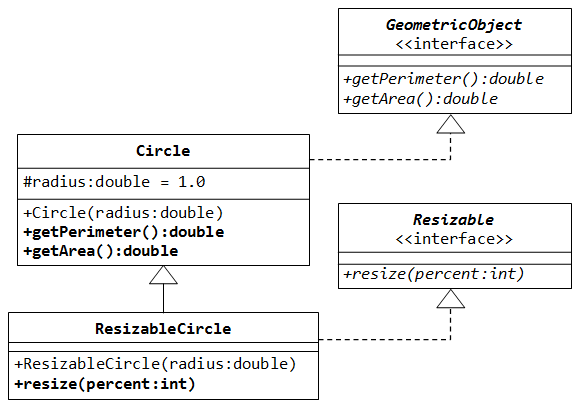 GeometricObject
<<interface>>
+getPerimeter():double
+getArea():double
Circle
#radius:double = 1.0
+Circle(radius:double)
+getPerimeter():double
+getArea():double
Resizable
<<interface>>
+resize(percent:int)
ResizableCircle
+ResizableCircle(radius:double)
+resize(percent:int)